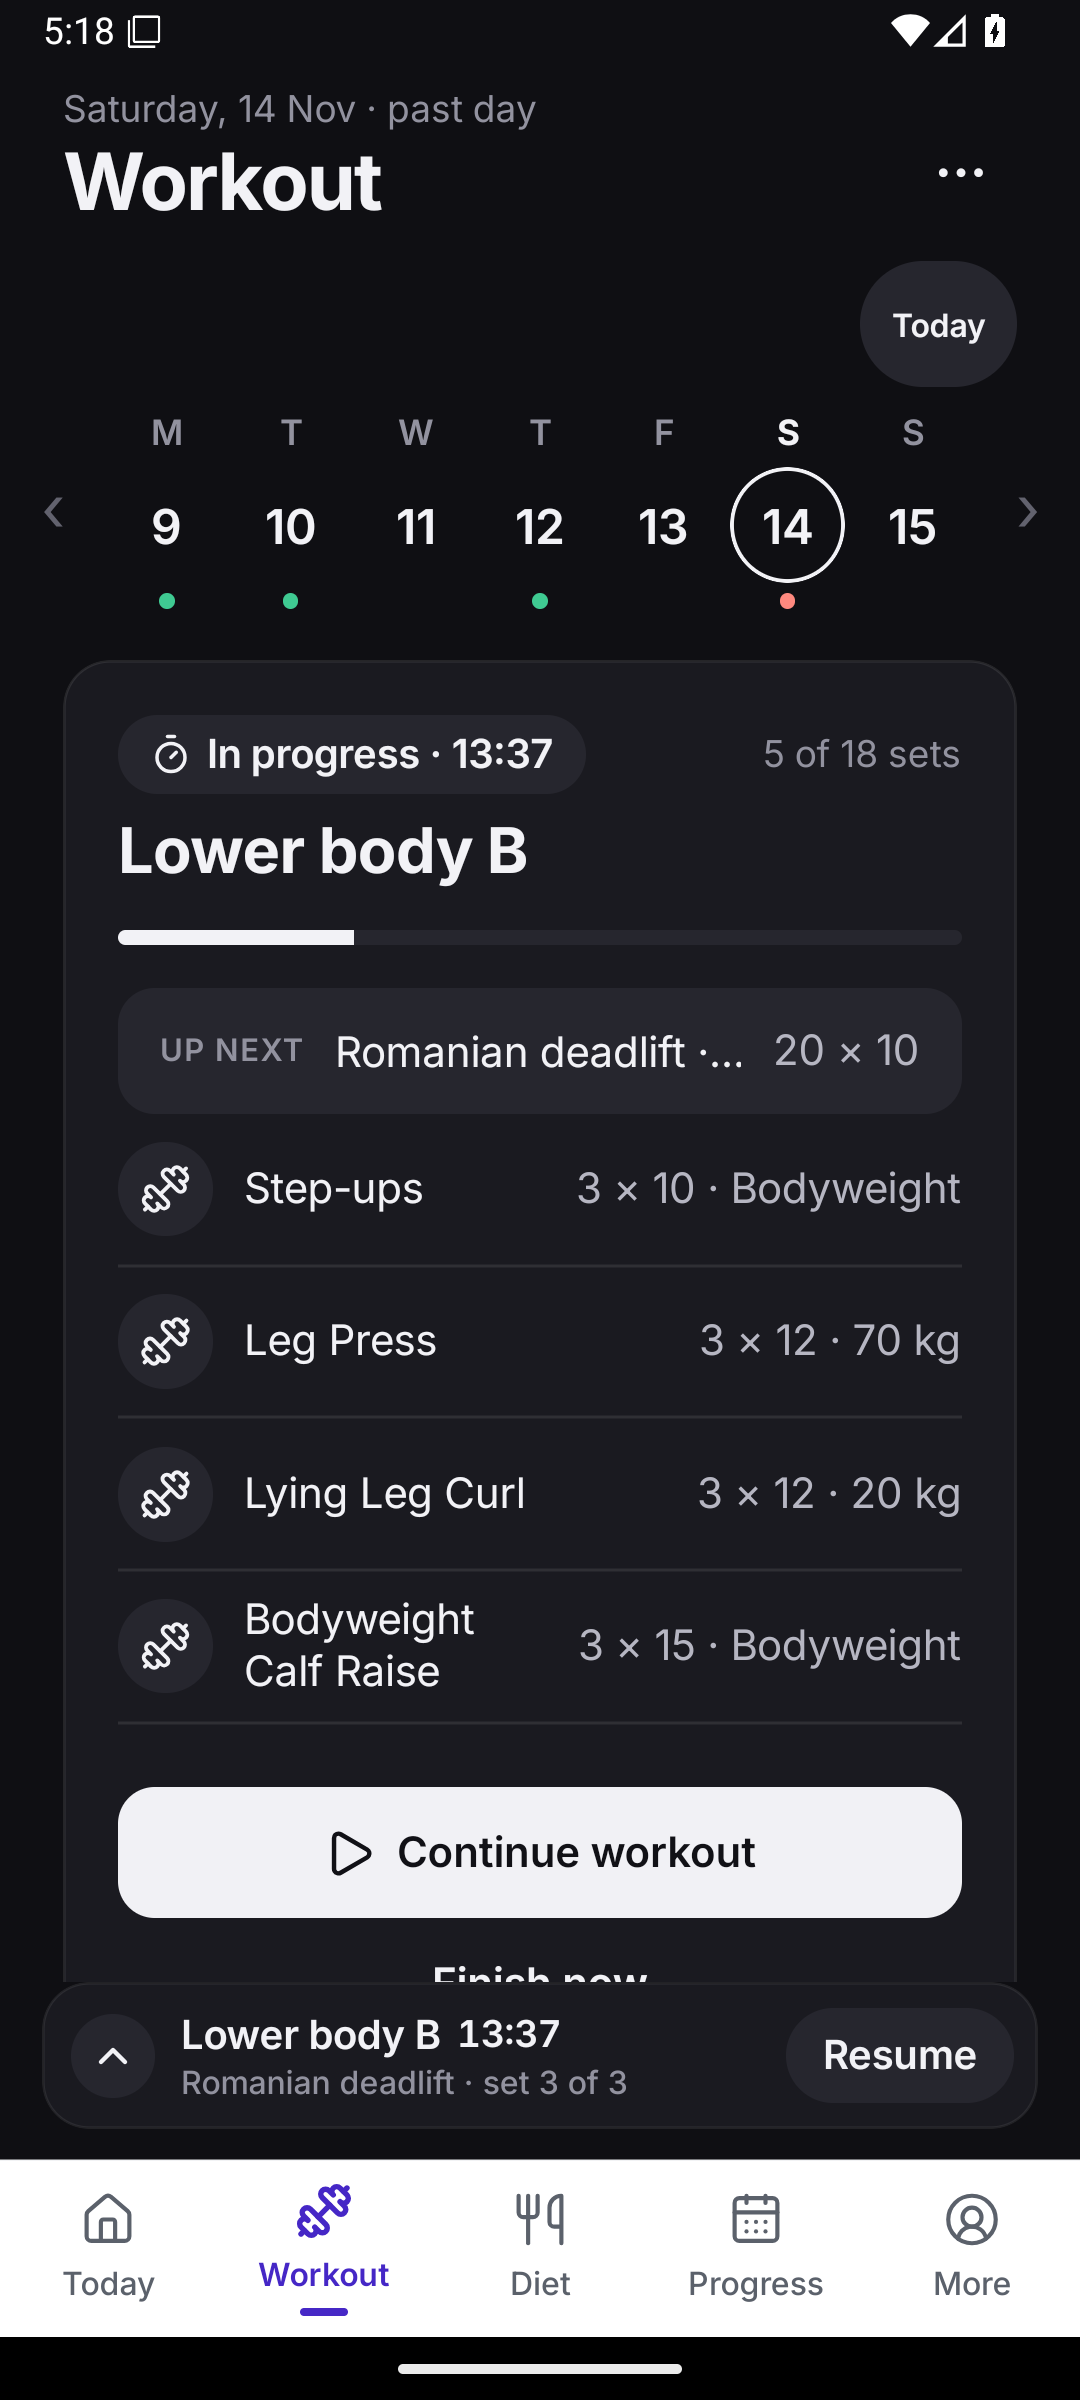 5:18
Saturday, 14 Nov · past day
Workout
Today
M T W T F S S
9 10 11 12 13 14 15
In progress · 13:37
5 of 18 sets
Lower body B
UP NEXT Romanian deadlift ·... 20 × 10
Step-ups 3 × 10 · Bodyweight
Leg Press 3 × 12 · 70 kg
Lying Leg Curl 3 × 12 · 20 kg
Bodyweight
Calf Raise 3 × 15 · Bodyweight
Continue workout
Finish now
Lower body B 13:37
Romanian deadlift · set 3 of 3
Resume
Today Workout Diet Progress More